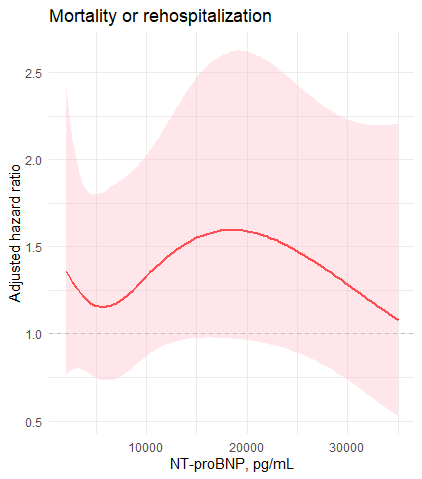 Mortality or rehospitalization
Adjusted hazard ratio
2.5
2.0
1.5
1.0
0.5
10000
20000
30000
NT-proBNP, pg/mL